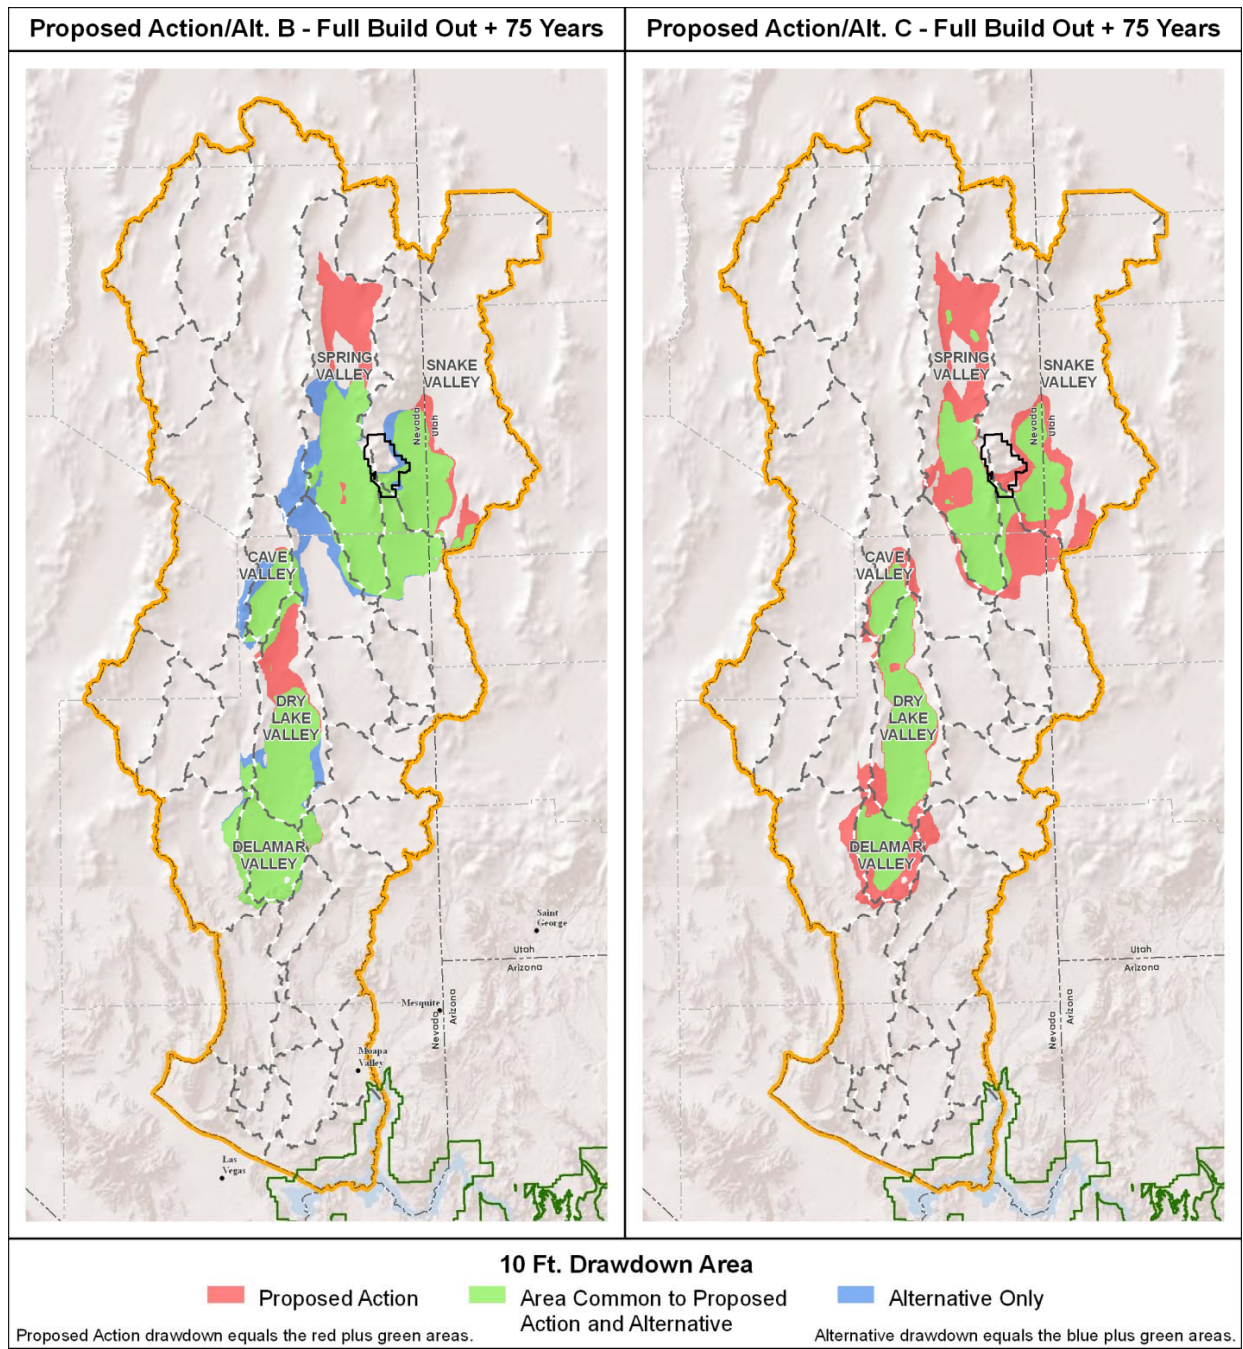 Proposed Action/Alt. B - Full Build Out + 75 Years
SPRING
VALLEY
SNAKE
VALLEY
Nevada
Utah
CAVE
VALLEY
DRY
LAKE
VALLEY
DELAMAR
VALLEY
Saint
George
Utah
Arizona
Mesquite
Nevada
Arizona
Moapa
Valley
Las
Vegas
Proposed Action/Alt. C - Full Build Out + 75 Years
SPRING
VALLEY
SNAKE
VALLEY
Nevada
Utah
CAVE
VALLEY
DRY
LAKE
VALLEY
DELAMAR
VALLEY
Utah
Arizona
Nevada
Arizona
10 Ft. Drawdown Area
Proposed Action
Area Common to Proposed
Action and Alternative
Alternative Only
Proposed Action drawdown equals the red plus green areas.
Alternative drawdown equals the blue plus green areas.